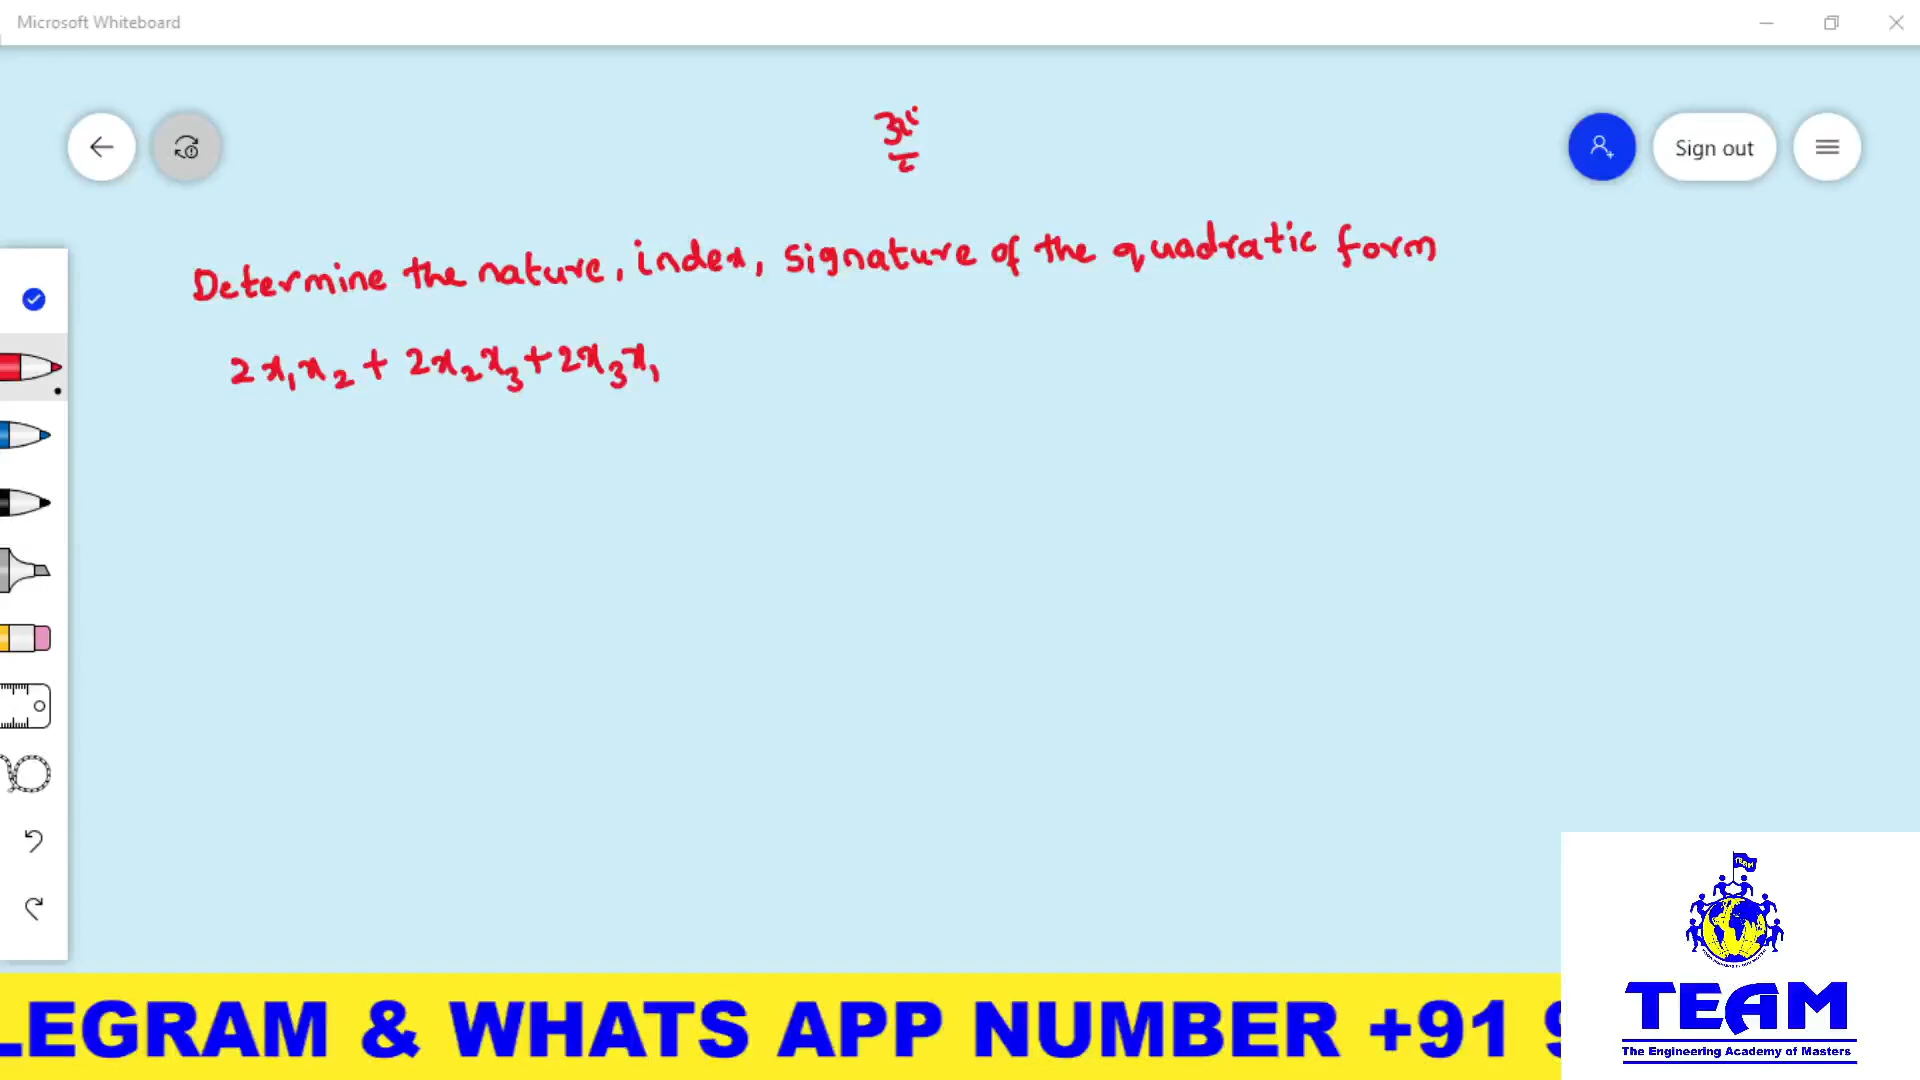 Microsoft Whiteboard
Sign out
Determine the nature, index, signature of the quadratic form
2x₁x₂ + 2x₂x₃ + 2x₃x₁
LEGRAM & WHATS APP NUMBER +91 9
TEAM
The Engineering Academy of Masters